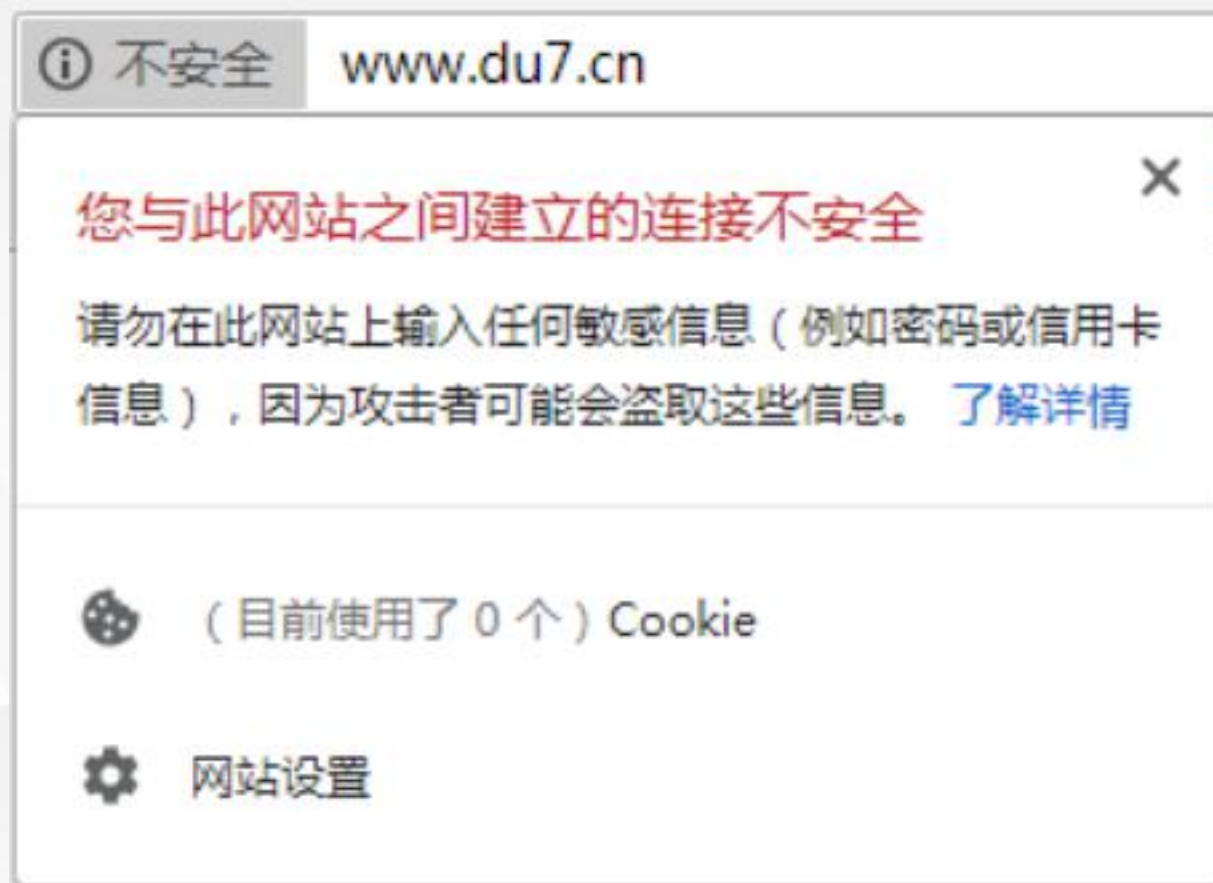 不安全 www.du7.cn
您与此网站之间建立的连接不安全
请勿在此网站上输入任何敏感信息（例如密码或信用卡
信息），因为攻击者可能会盗取这些信息。 了解详情
（目前使用了 0 个）Cookie
网站设置